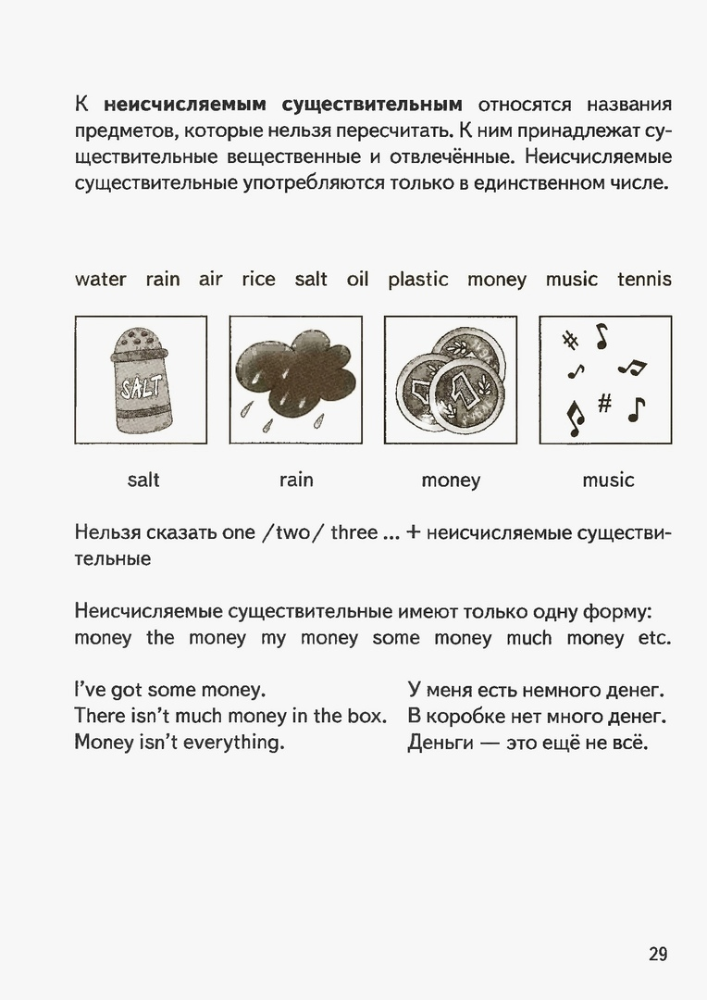 К неисчисляемым существительным относятся названия
предметов, которые нельзя пересчитать. К ним принадлежат су-
ществительные вещественные и отвлечённые. Неисчисляемые
существительные употребляются только в единственном числе.
water rain air rice salt oil plastic money music tennis
SALT
salt rain money music
Нельзя сказать one /two/ three ... + неисчисляемые существи-
тельные
Неисчисляемые существительные имеют только одну форму:
money the money my money some money much money etc.
I've got some money. У меня есть немного денег.
There isn't much money in the box. В коробке нет много денег.
Money isn't everything. Деньги — это ещё не всё.
29